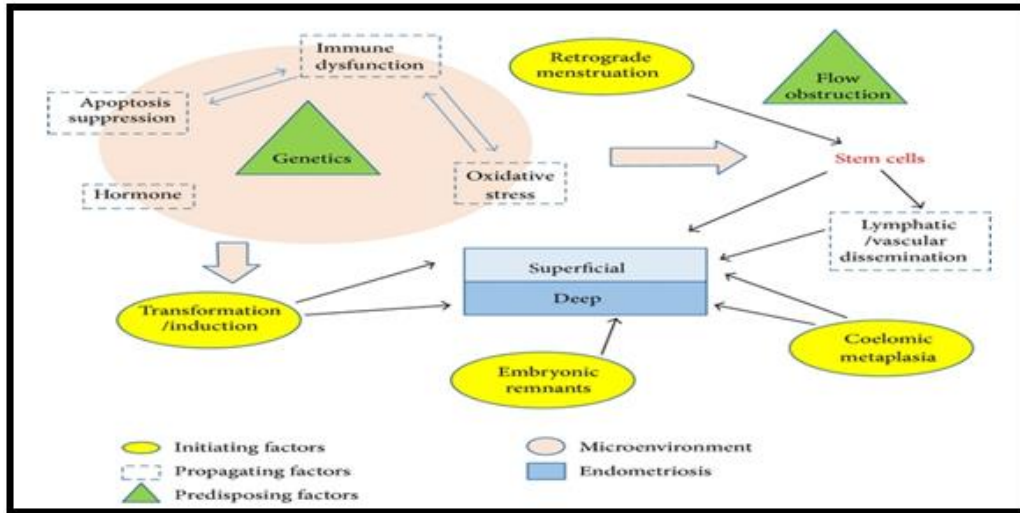 Immune
dysfunction
Retrograde
menstruation
Flow
obstruction
Apoptosis
suppression
Genetics
Stem cells
Hormone
Oxidative
stress
Lymphatic
/vascular
dissemination
Superficial
Deep
Transformation
/induction
Coelomic
metaplasia
Embryonic
remnants
Initiating factors
Propagating factors
Predisposing factors
Microenvironment
Endometriosis